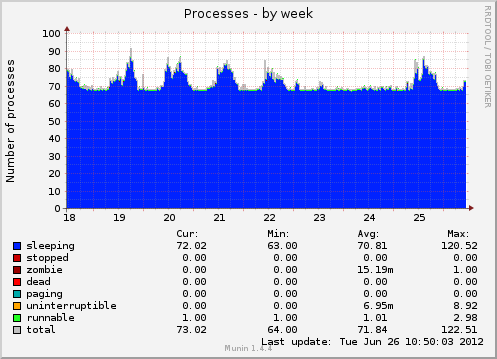 Processes - by week
RRDTOOL / TOBI OETIKER
Number of processes
100
90
80
70
60
50
40
30
20
10
0
18 19 20 21 22 23 24 25
Cur: Min: Avg: Max:
sleeping 72.02 63.00 70.81 120.52
stopped 0.00 0.00 0.00 0.00
zombie 0.00 0.00 15.19m 1.00
dead 0.00 0.00 0.00 0.00
paging 0.00 0.00 0.00 0.00
uninterruptible 0.00 0.00 6.95m 8.92
runnable 1.00 1.00 1.01 2.98
total 73.02 64.00 71.84 122.51
Last update: Tue Jun 26 10:50:03 2012
Munin 1.4.4